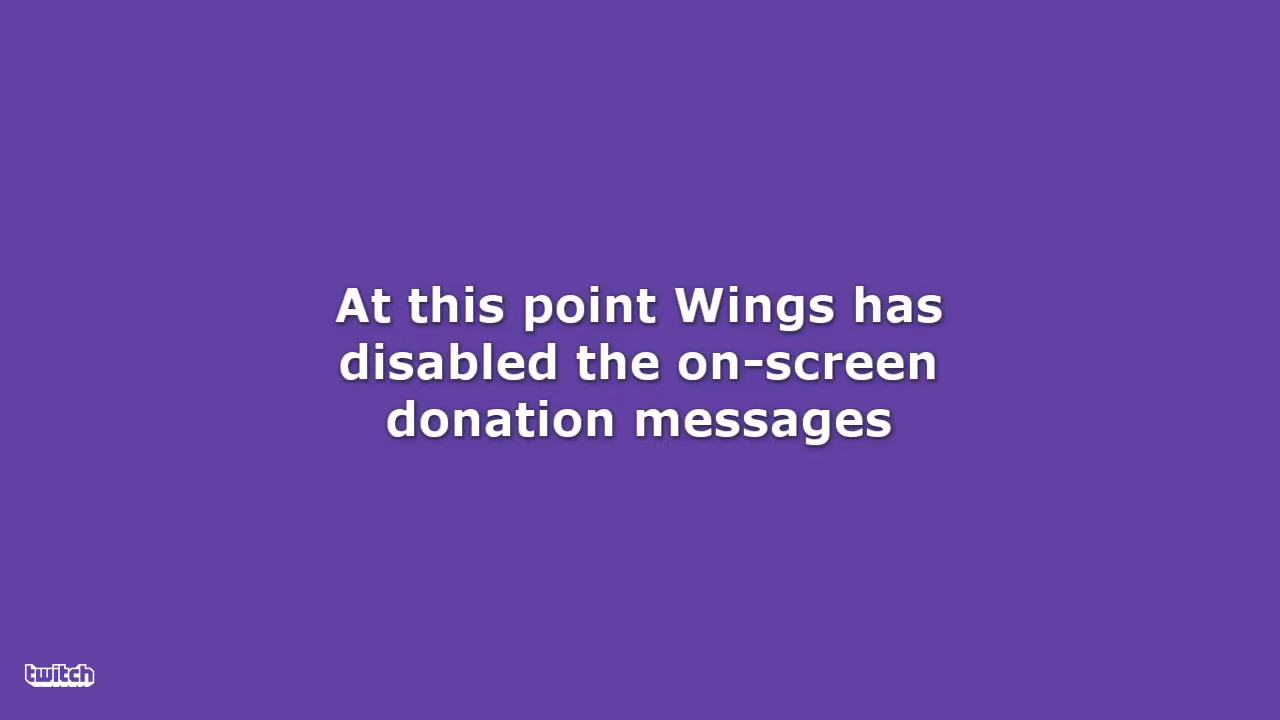 At this point Wings has
disabled the on-screen
donation messages
twitch